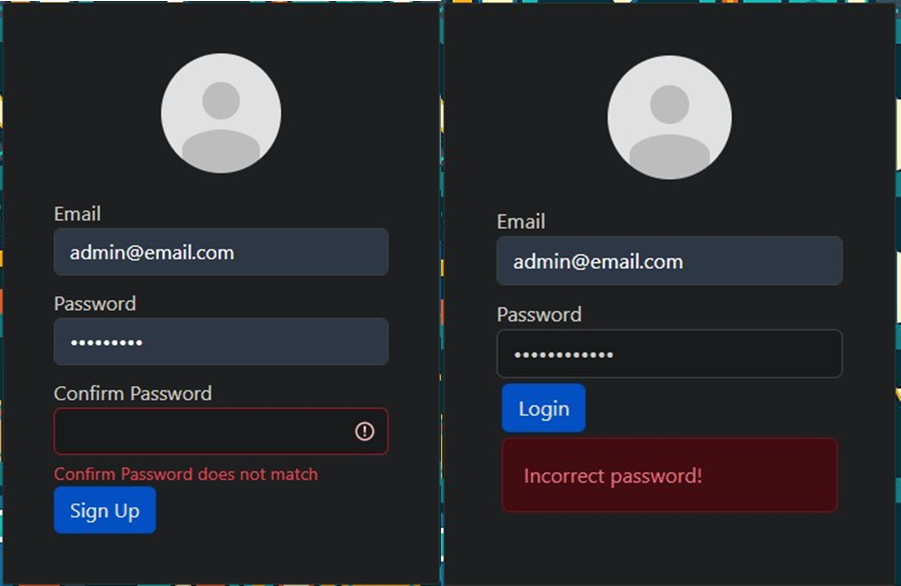 Email
admin@email.com
Password
•••••••••
Confirm Password
Confirm Password does not match
Sign Up
Email
admin@email.com
Password
••••••••••••
Login
Incorrect password!